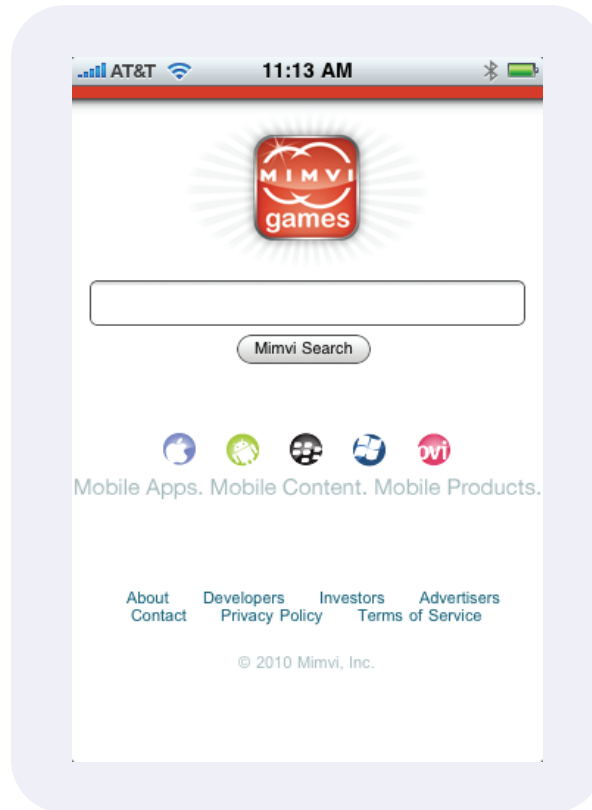 AT&T 11:13 AM
MIMVI
games
Mimvi Search
ovi
Mobile Apps. Mobile Content. Mobile Products.
About Developers Investors Advertisers
Contact Privacy Policy Terms of Service
© 2010 Mimvi, Inc.